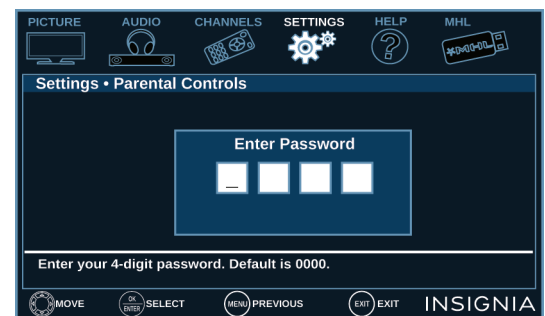 PICTURE AUDIO CHANNELS SETTINGS HELP MHL
Settings • Parental Controls
Enter Password
_
Enter your 4-digit password. Default is 0000.
MOVE OK ENTER SELECT MENU PREVIOUS EXIT EXIT INSIGNIA